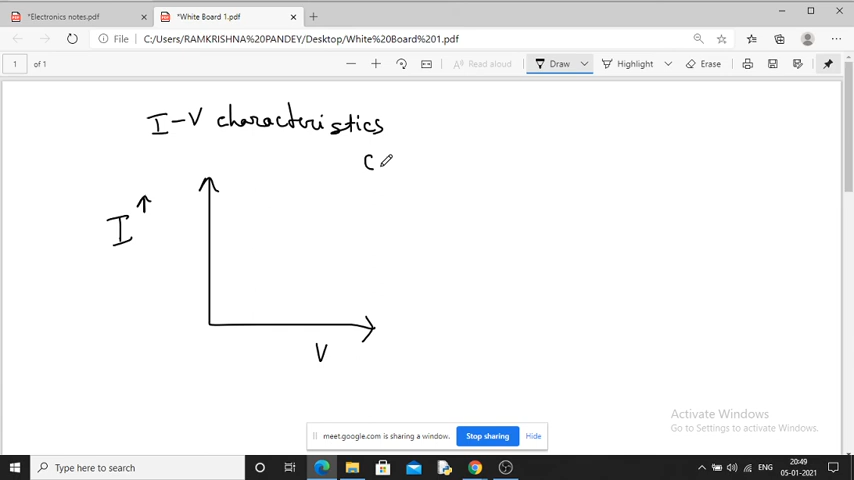 *Electronics notes.pdf
*White Board 1.pdf
File
C:/Users/RAMKRISHNA%20PANDEY/Desktop/White%20Board%201.pdf
1 of 1
Read aloud
Draw
Highlight
Erase
I-V characteristics
C
I
V
meet.google.com is sharing a window.
Stop sharing
Hide
Activate Windows
Go to Settings to activate Windows.
Type here to search
ENG
20:49
05-01-2021